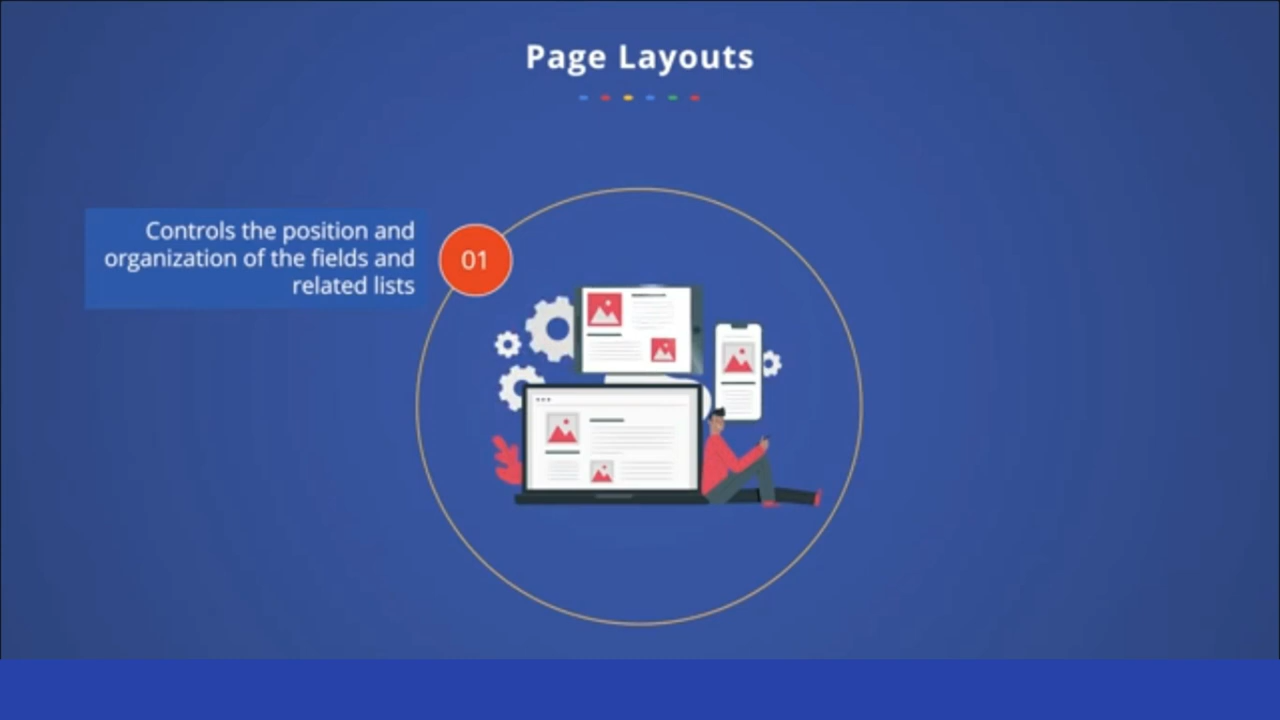 Page Layouts
Controls the position and
organization of the fields and
related lists
01